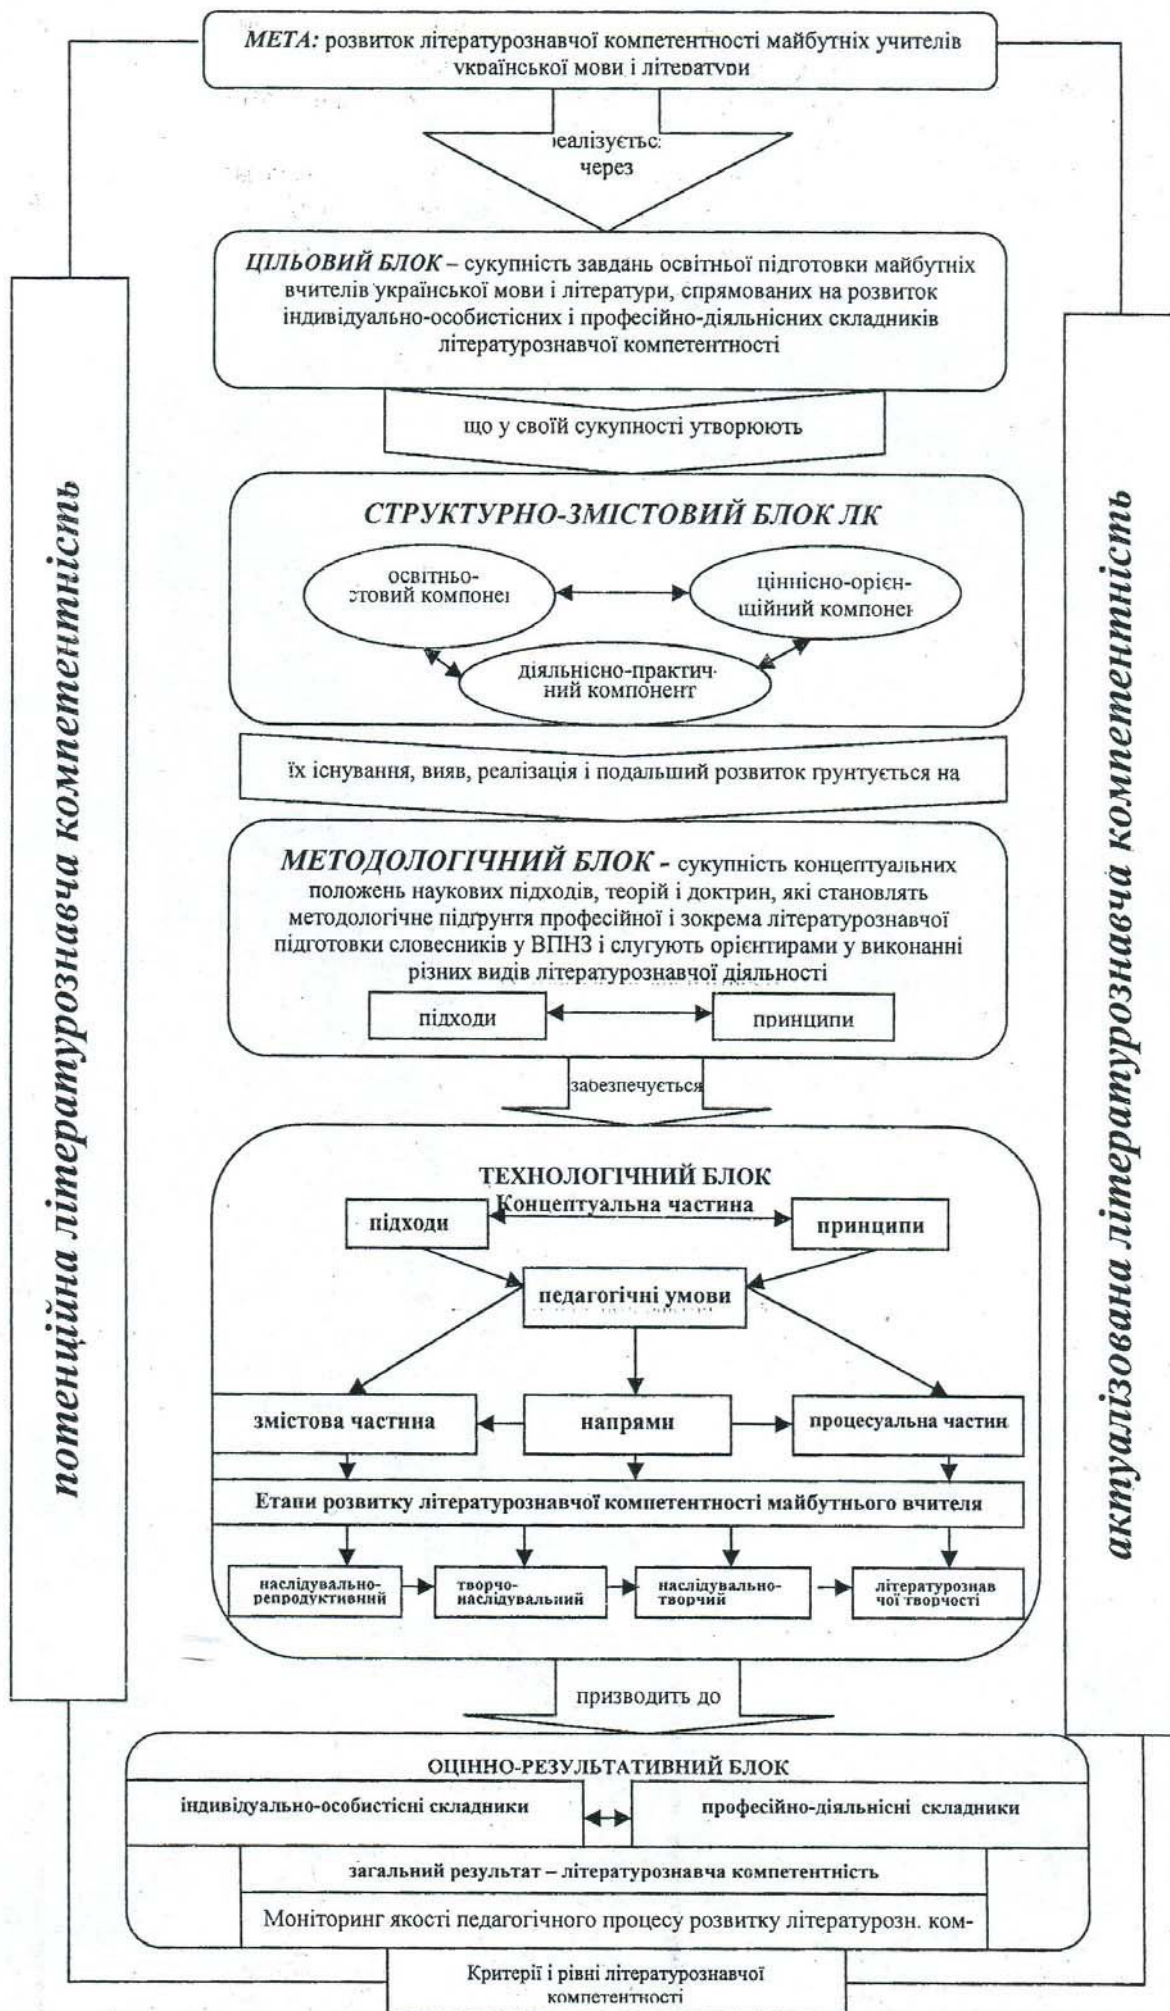 МЕТА: розвиток літературознавчої компетентності майбутніх учителів
української мови і літератури
еалізуєтьс
через
ЦІЛЬОВИЙ БЛОК – сукупність завдань освітньої підготовки майбутніх
вчителів української мови і літератури, спрямованих на розвиток
індивідуально-особистісних і професійно-діяльнісних складників
літературознавчої компетентності
що у своїй сукупності утворюють
СТРУКТУРНО-ЗМІСТОВИЙ БЛОК ЛК
освітньо-
стовий компонен
ціннісно-орієн-
ційний компонен
діяльнісно-практич-
ний компонент
їх існування, вияв, реалізація і подальший розвиток ґрунтується на
МЕТОДОЛОГІЧНИЙ БЛОК - сукупність концептуальних
положень наукових підходів, теорій і доктрин, які становлять
методологічне підґрунтя професійної і зокрема літературознавчої
підготовки словесників у ВПНЗ і слугують орієнтирами у виконанні
різних видів літературознавчої діяльності
підходи
принципи
забезпечується
ТЕХНОЛОГІЧНИЙ БЛОК
Концептуальна частина
підходи
принципи
педагогічні умови
змістова частина
напрями
процесуальна частин
Етапи розвитку літературознавчої компетентності майбутнього вчителя
наслідувально-
репродуктивний
творчо-
наслідувальний
наслідувально-
творчий
літературознав
чої творчості
призводить до
ОЦІННО-РЕЗУЛЬТАТИВНИЙ БЛОК
індивідуально-особистісні складники
професійно-діяльнісні складники
загальний результат – літературознавча компетентність
Моніторинг якості педагогічного процесу розвитку літературозн. ком-
Критерії і рівні літературознавчої
компетентності
потенційна літературознавча компетентність
актуалізована літературознавча компетентність